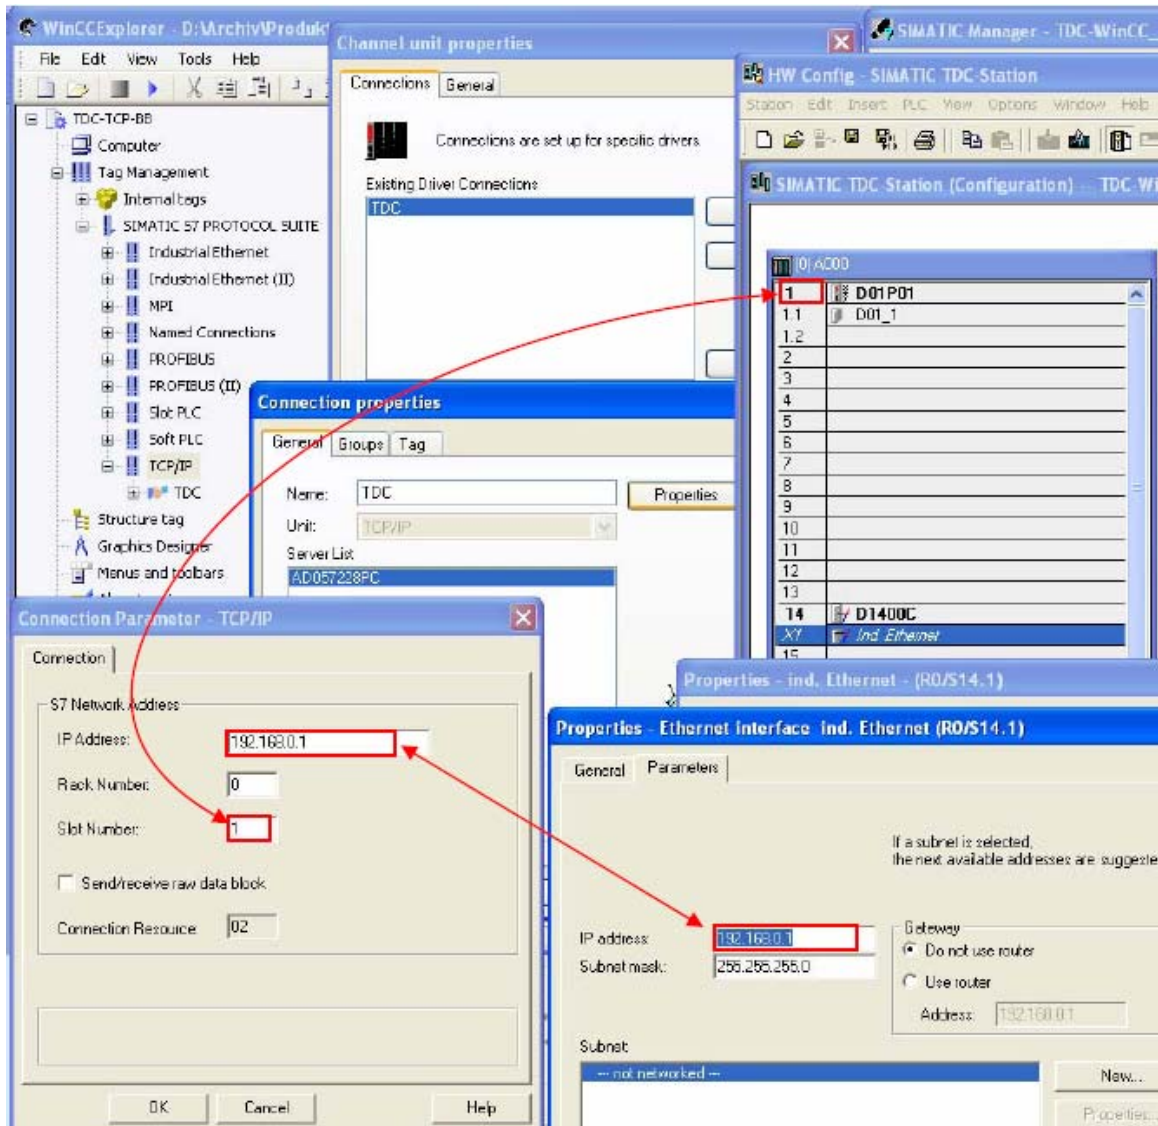 WinCCExplorer - D:\Archiv\Produkt
File Edit View Tools Help
TDC-TCP-BB
Computer
Tag Management
Internal tags
SIMATIC S7 PROTOCOL SUITE
Industrial Ethernet
Industrial Ethernet (II)
MPI
Named Connections
PROFIBUS
PROFIBUS (II)
Slot PLC
Soft PLC
TCP/IP
TDC
Structure tag
Graphics Designer
Menus and toolbars
Channel unit properties
Connections General
Connections are set up for specific drivers.
Existing Driver Connections
TDC
SIMATIC Manager - TDC-WinCC_
HW Config - SIMATIC TDC-Station
Station Edit Insert PLC View Options Window Help
SIMATIC TDC Station (Configuration) -- TDC-Wi
(0) AC00
1 D01P01
1.1 D01_1
1.2
2
3
4
5
6
7
8
9
10
11
12
13
14 D1400C
X1 Ind. Ethernet
15
Connection properties
General Groups Tag
Name: TDC Properties
Unit: TCP/IP
Server List
AD057228PC
Connection Parameter - TCP/IP
Connection
S7 Network Address
IP Address: 192.168.0.1
Rack Number: 0
Slot Number: 1
Send/receive raw data block
Connection Resource: 02
OK Cancel Help
Properties - ind. Ethernet - (R0/S14.1)
Properties - Ethernet interface ind. Ethernet (R0/S14.1)
General Parameters
If a subnet is selected,
the next available addresses are suggeste
IP address: 192.168.0.1
Subnet mask: 255.255.255.0
Gateway
Do not use router
Use router
Address: 192.168.0.1
Subnet:
--- not networked ---
New...
Properties...